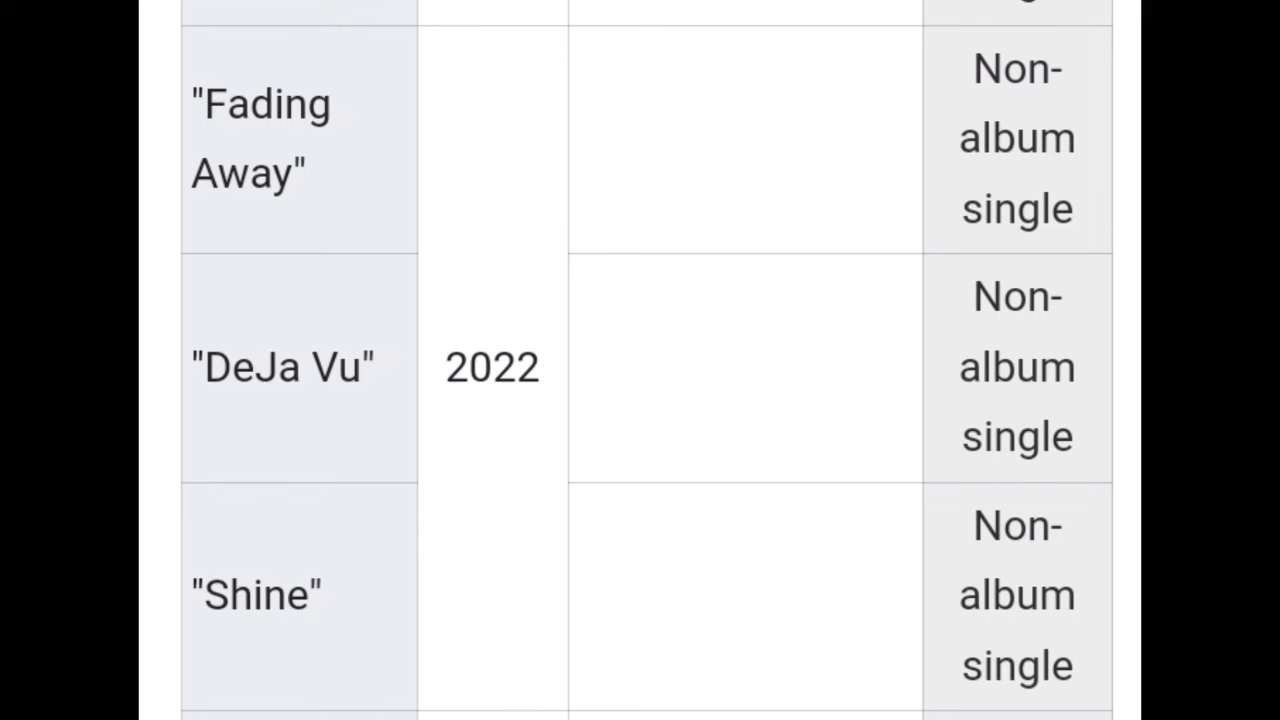 "Fading
Away"
Non-
album
single
"DeJa Vu"
2022
Non-
album
single
"Shine"
Non-
album
single